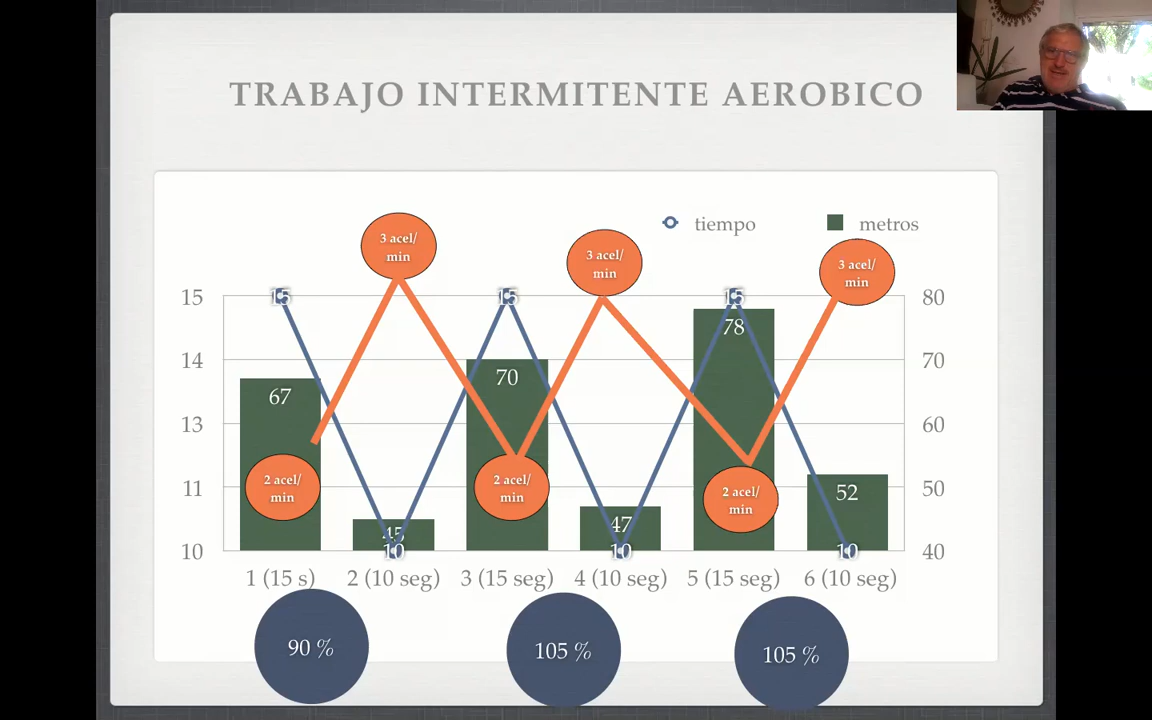 TRABAJO INTERMITENTE AEROBICO
tiempo
metros
3 acel/
min
3 acel/
min
3 acel/
min
15
14
13
11
10
80
70
60
50
40
15
15
15
67
70
78
2 acel/
min
2 acel/
min
2 acel/
min
45
47
52
10
10
10
1 (15 s)
2 (10 seg)
3 (15 seg)
4 (10 seg)
5 (15 seg)
6 (10 seg)
90 %
105 %
105 %